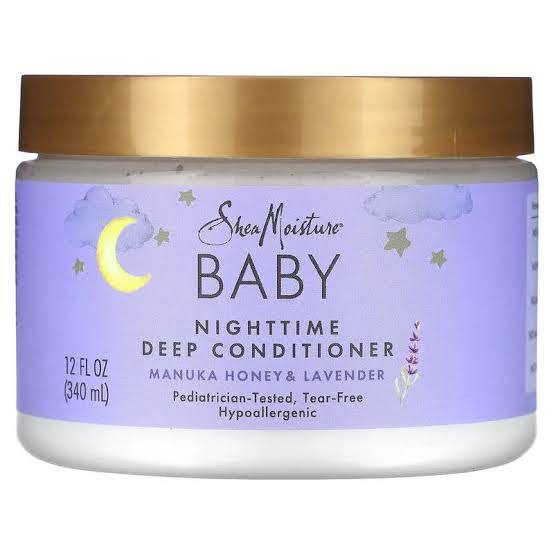 SheaMoisture®
BABY
NIGHTTIME
DEEP CONDITIONER
MANUKA HONEY & LAVENDER
Pediatrician-Tested, Tear-Free
Hypoallergenic
12 FL OZ
(340 mL)